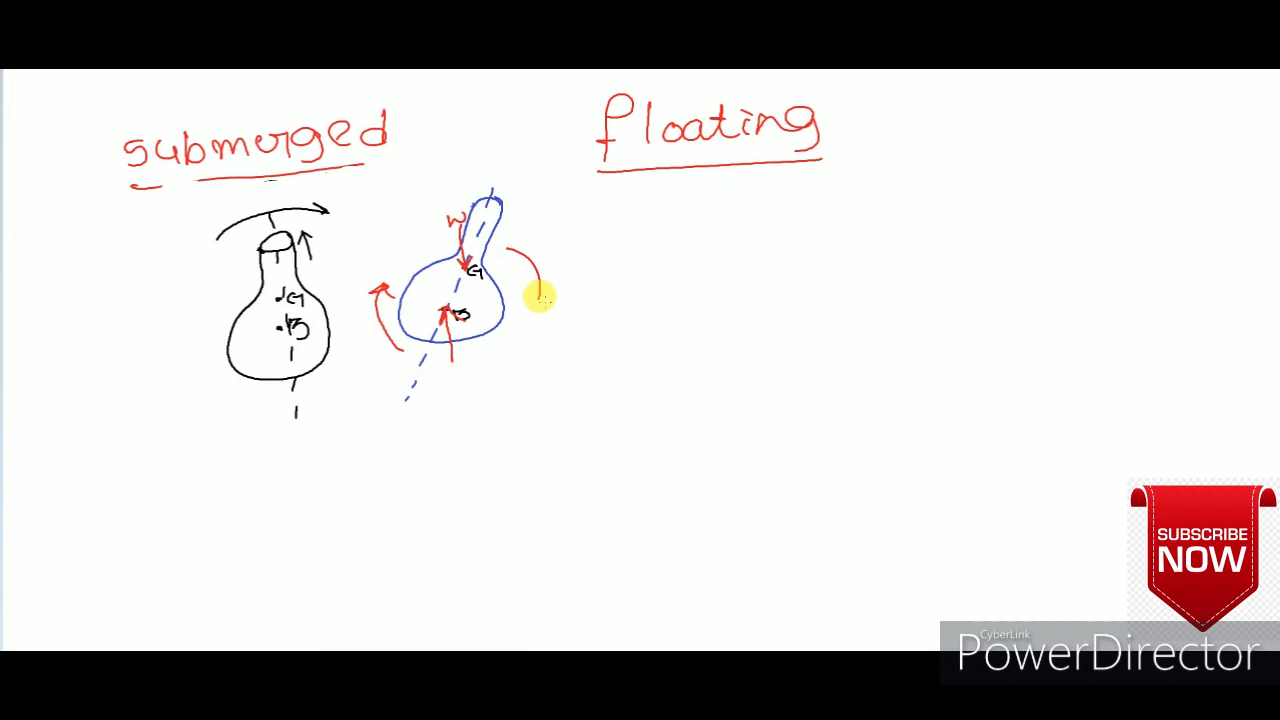 submerged
floating
W
G
G
B
B
SUBSCRIBE
NOW
CyberLink
PowerDirector